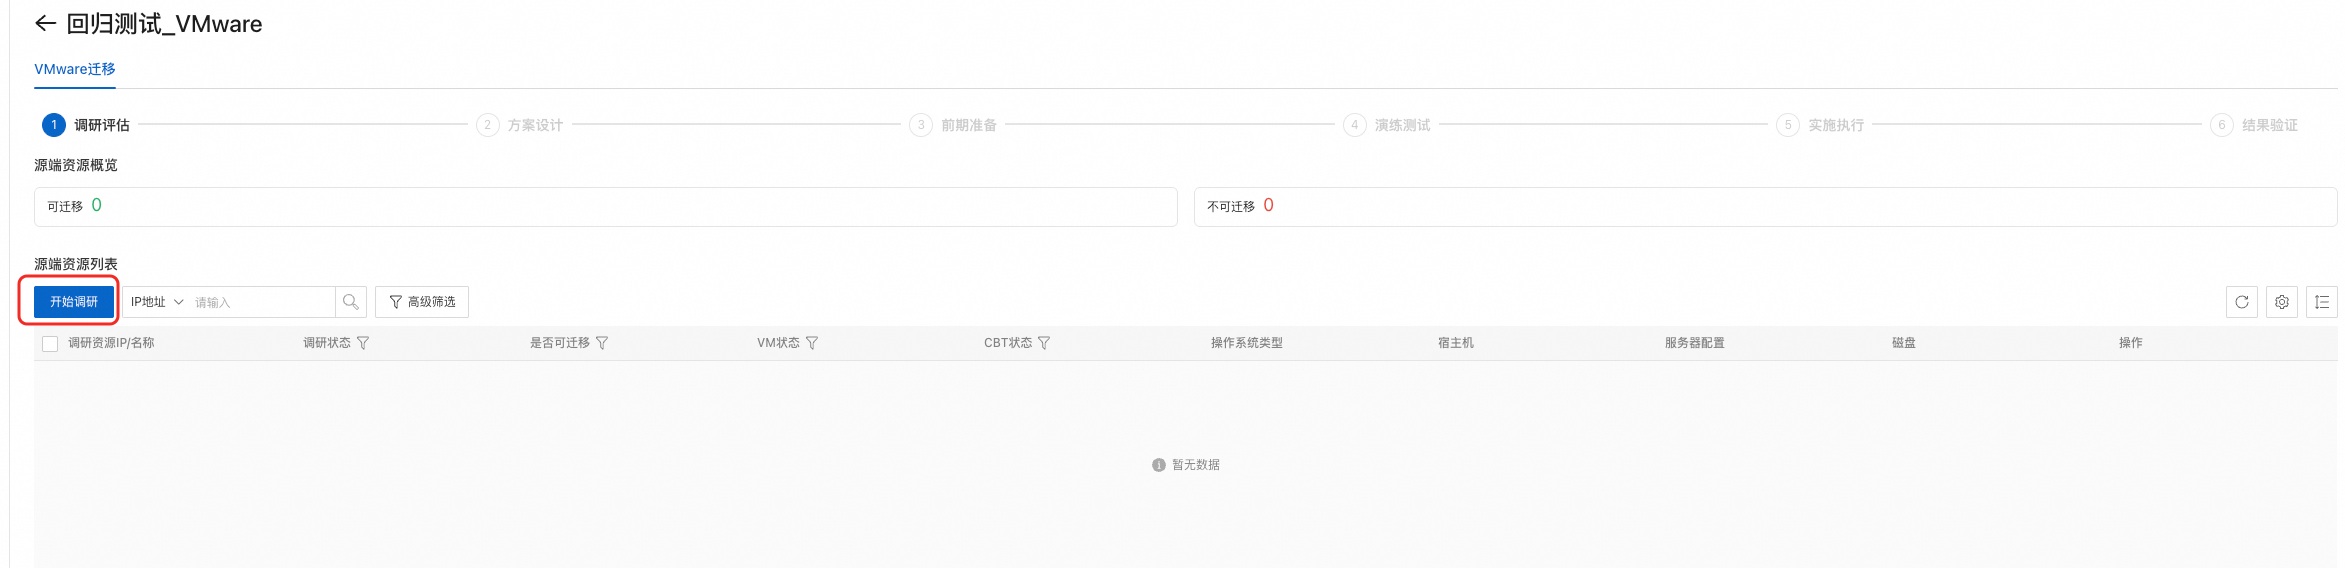 回归测试_VMware
VMware迁移
1 调研评估 2 方案设计 3 前期准备 4 演练测试 5 实施执行 6 结果验证
源端资源概览
可迁移 0 不可迁移 0
源端资源列表
开始调研 IP地址 请输入 高级筛选
调研资源IP/名称 调研状态 是否可迁移 VM状态 CBT状态 操作系统类型 宿主机 服务器配置 磁盘 操作
暂无数据